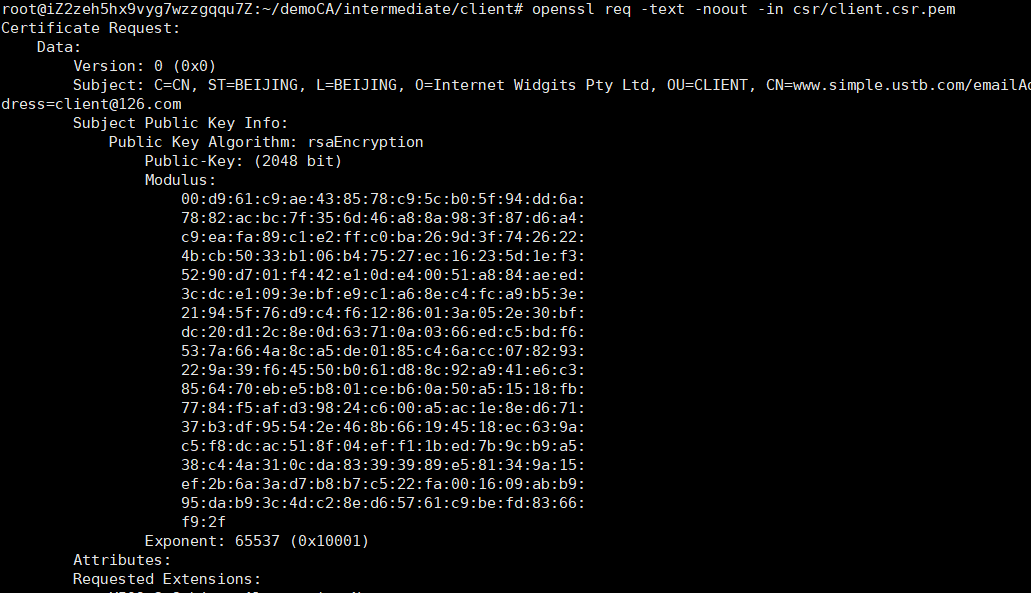 root@iZ2zeh5hx9vyg7wzzgqqu7Z:~/demoCA/intermediate/client# openssl req -text -noout -in csr/client.csr.pem
Certificate Request:
    Data:
        Version: 0 (0x0)
        Subject: C=CN, ST=BEIJING, L=BEIJING, O=Internet Widgits Pty Ltd, OU=CLIENT, CN=www.simple.ustb.com/emailAd
dress=client@126.com
        Subject Public Key Info:
            Public Key Algorithm: rsaEncryption
                Public-Key: (2048 bit)
                Modulus:
                    00:d9:61:c9:ae:43:85:78:c9:5c:b0:5f:94:dd:6a:
                    78:82:ac:bc:7f:35:6d:46:a8:8a:98:3f:87:d6:a4:
                    c9:ea:fa:89:c1:e2:ff:c0:ba:26:9d:3f:74:26:22:
                    4b:cb:50:33:b1:06:b4:75:27:ec:16:23:5d:1e:f3:
                    52:90:d7:01:f4:42:e1:0d:e4:00:51:a8:84:ae:ed:
                    3c:dc:e1:09:3e:bf:e9:c1:a6:8e:c4:fc:a9:b5:3e:
                    21:94:5f:76:d9:c4:f6:12:86:01:3a:05:2e:30:bf:
                    dc:20:d1:2c:8e:0d:63:71:0a:03:66:ed:c5:bd:f6:
                    53:7a:66:4a:8c:a5:de:01:85:c4:6a:cc:07:82:93:
                    22:9a:39:f6:45:50:b0:61:d8:8c:92:a9:41:e6:c3:
                    85:64:70:eb:e5:b8:01:ce:b6:0a:50:a5:15:18:fb:
                    77:84:f5:af:d3:98:24:c6:00:a5:ac:1e:8e:d6:71:
                    37:b3:df:95:54:2e:46:8b:66:19:45:18:ec:63:9a:
                    c5:f8:dc:ac:51:8f:04:ef:f1:1b:ed:7b:9c:b9:a5:
                    38:c4:4a:31:0c:da:83:39:39:89:e5:81:34:9a:15:
                    ef:2b:6a:3a:d7:b8:b7:c5:22:fa:00:16:09:ab:b9:
                    95:da:b9:3c:4d:c2:8e:d6:57:61:c9:be:fd:83:66:
                    f9:2f
                Exponent: 65537 (0x10001)
        Attributes:
        Requested Extensions: